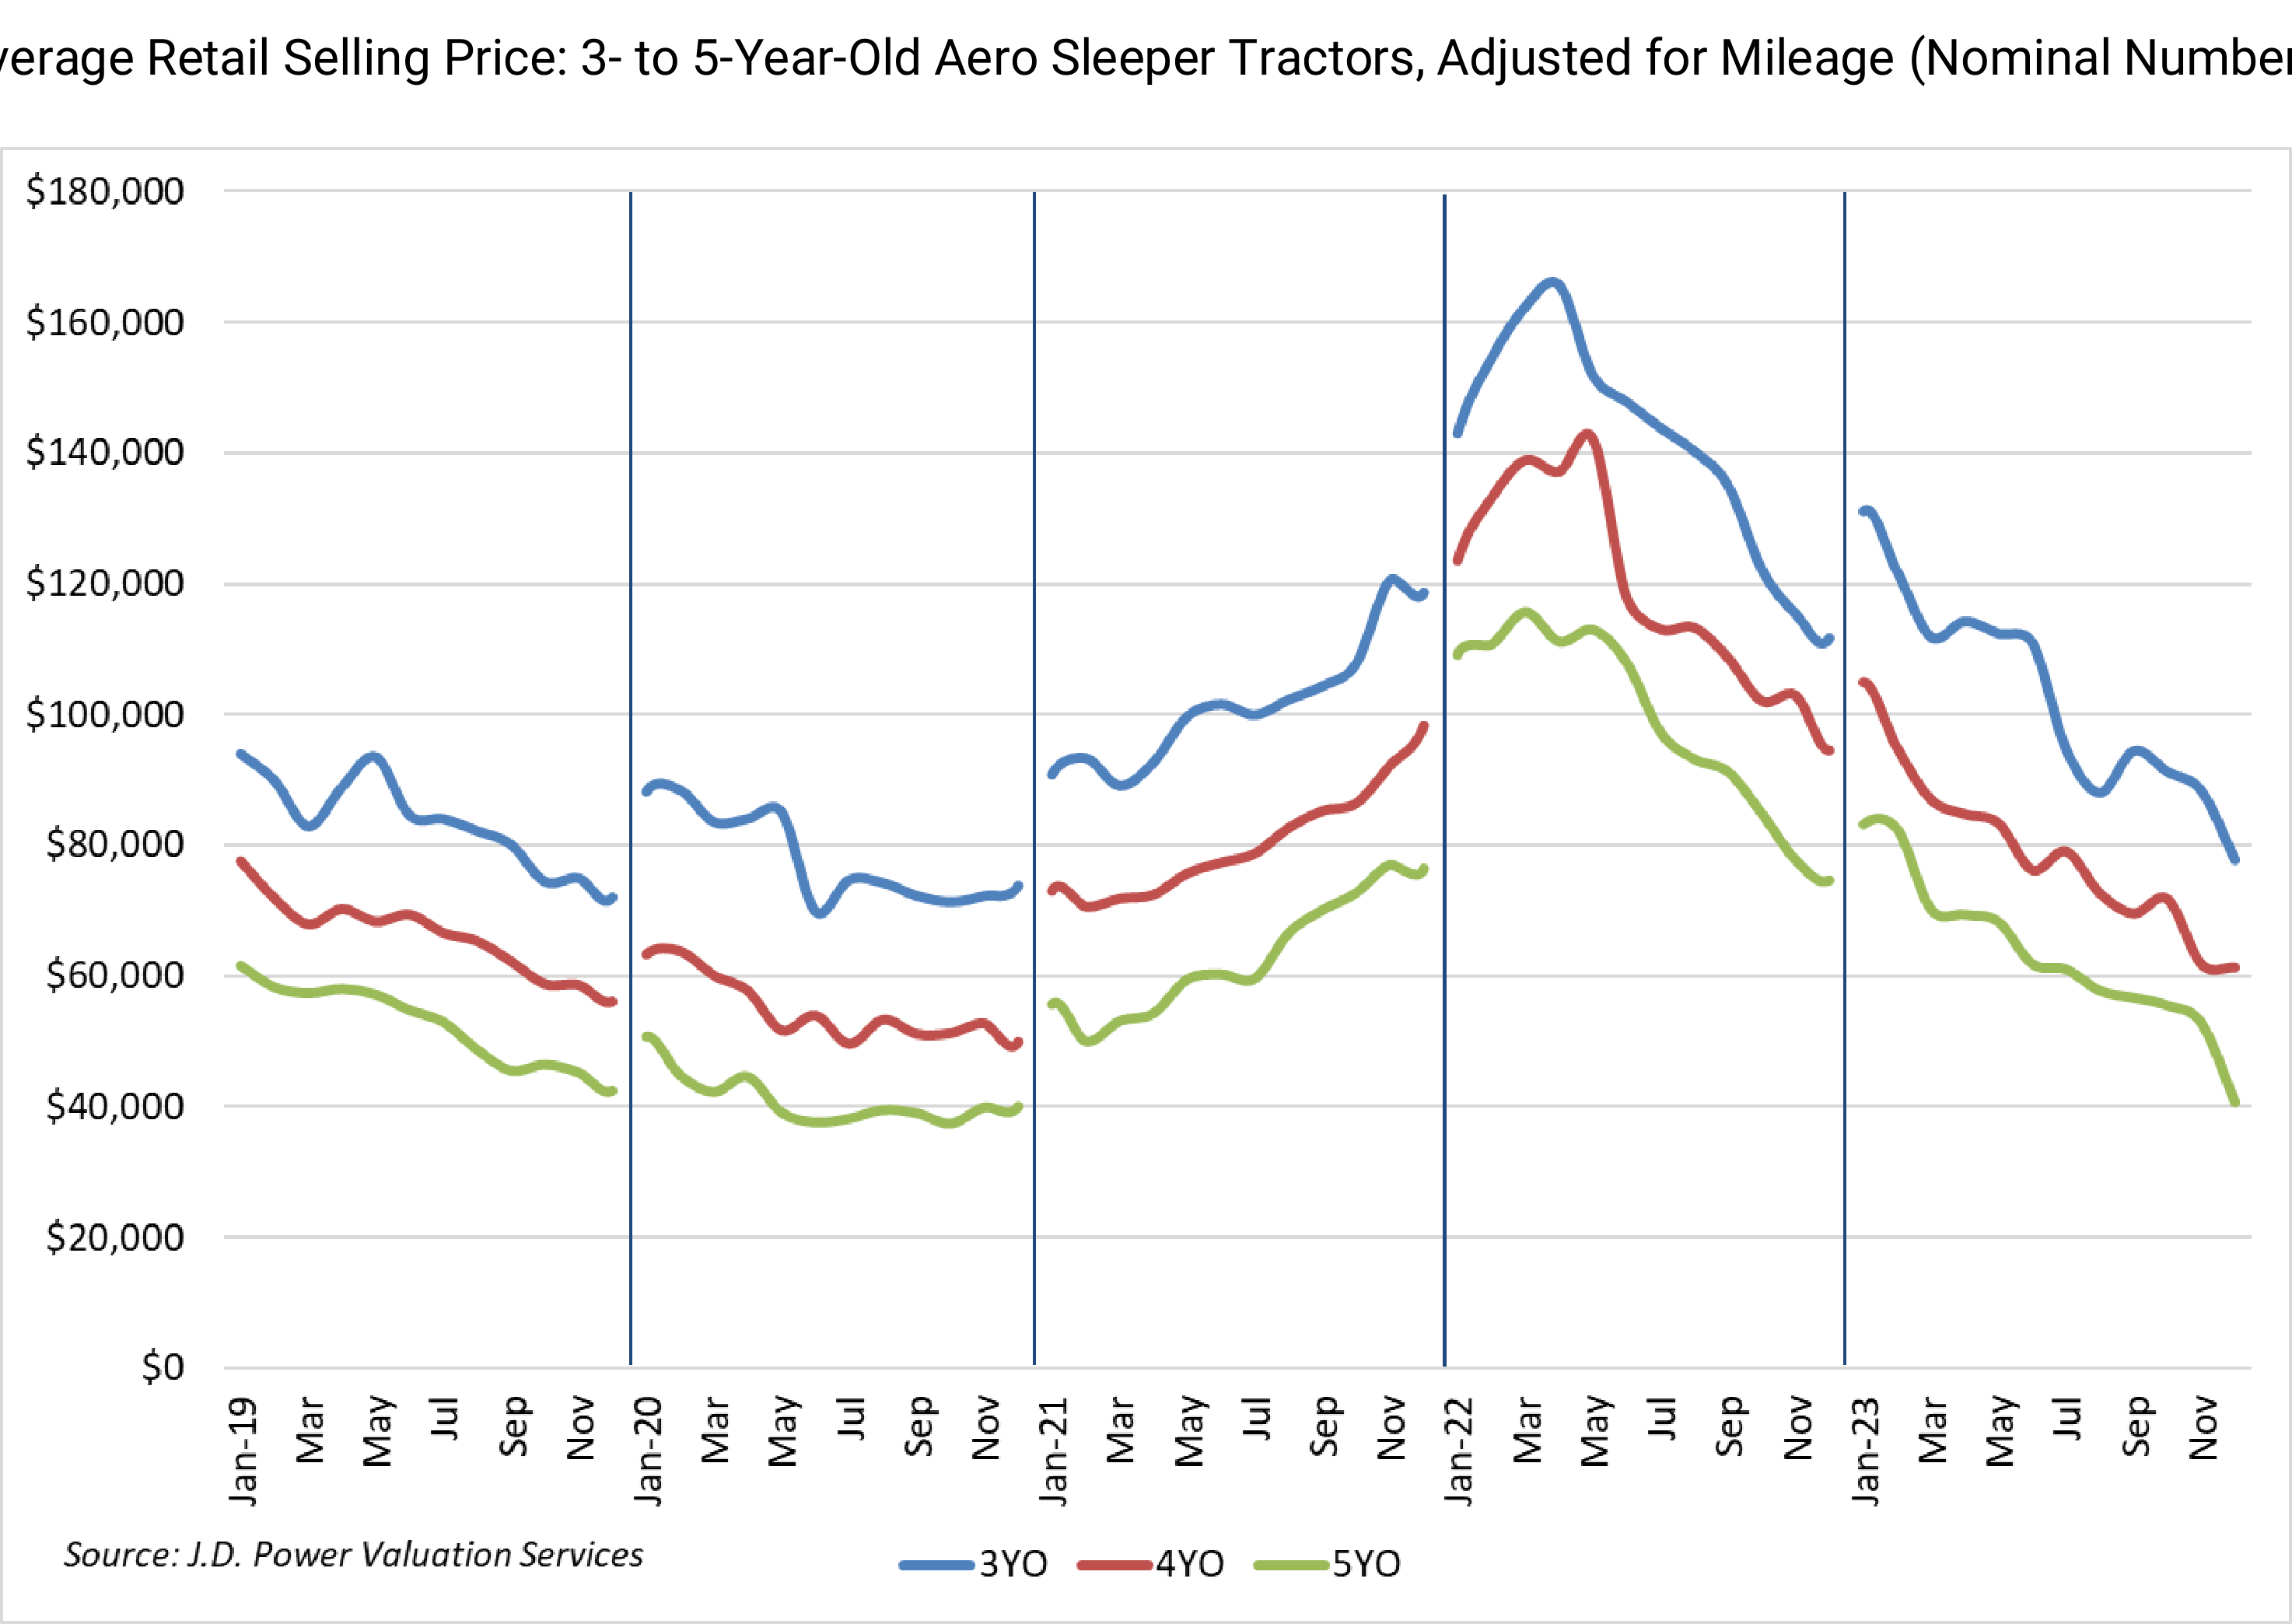 verage Retail Selling Price: 3- to 5-Year-Old Aero Sleeper Tractors, Adjusted for Mileage (Nominal Number
$180,000
$160,000
$140,000
$120,000
$100,000
$80,000
$60,000
$40,000
$20,000
$0
Jan-19 Mar May Jul Sep Nov Jan-20 Mar May Jul Sep Nov Jan-21 Mar May Jul Sep Nov Jan-22 Mar May Jul Sep Nov Jan-23 Mar May Jul Sep Nov
Source: J.D. Power Valuation Services
3YO 4YO 5YO